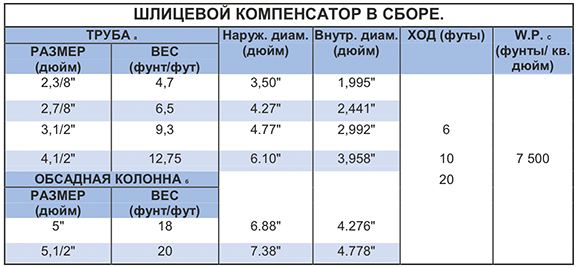 ШЛИЦЕВОЙ КОМПЕНСАТОР В СБОРЕ.
ТРУБА а Наруж. диам. (дюйм) Внутр. диам. (дюйм) ХОД (футы) W.P. с (фунты/ кв. дюйм)
РАЗМЕР (дюйм) ВЕС (фунт/фут)
2,3/8" 4,7 3,50" 1,995"
2,7/8" 6,5 4.27" 2,441"
3,1/2" 9,3 4.77" 2,992" 6
4,1/2" 12,75 6.10" 3,958" 10 7 500
ОБСАДНАЯ КОЛОННА б 20
РАЗМЕР (дюйм) ВЕС (фунт/фут)
5" 18 6.88" 4.276"
5,1/2" 20 7.38" 4.778"